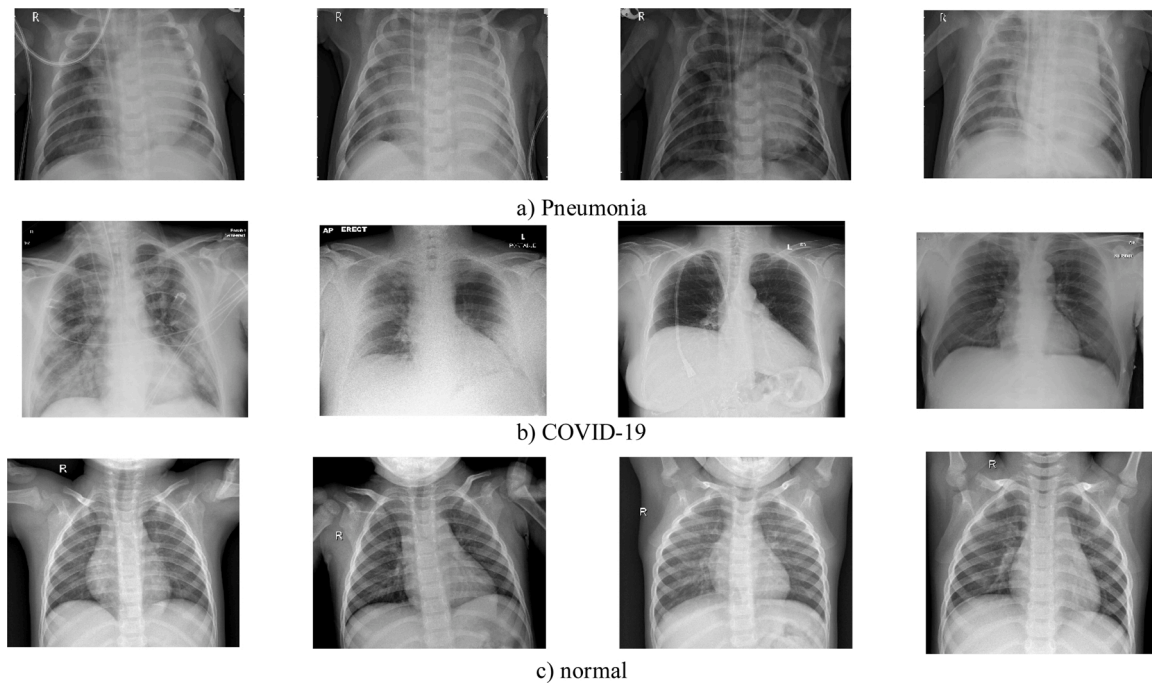 R R R R
a) Pneumonia
AP ERECT L
b) COVID-19
R R R R
c) normal